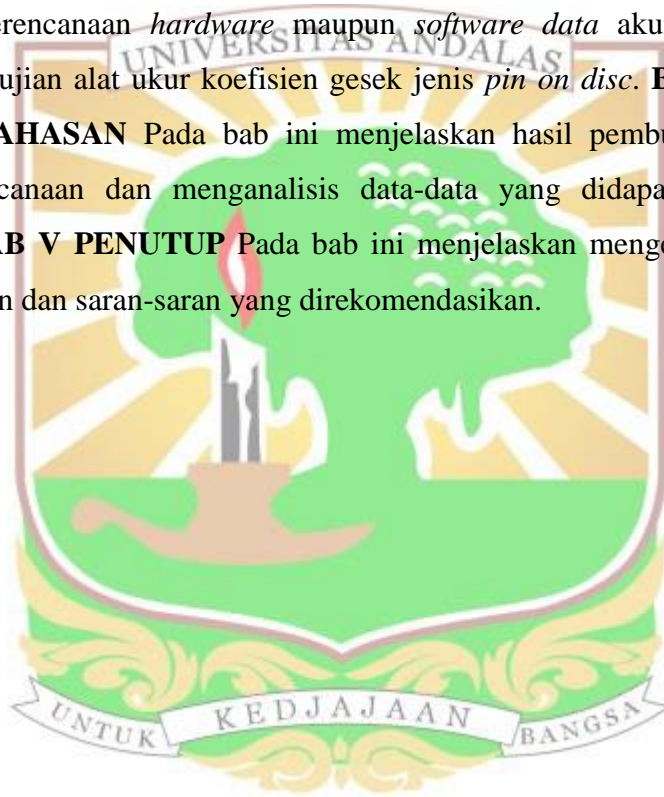 erencanaan hardware maupun software data aku
UNIVERSITAS ANDALAS
ujian alat ukur koefisien gesek jenis pin on disc. B
AHASAN Pada bab ini menjelaskan hasil pembu
canaan dan menganalisis data-data yang didapa
AB V PENUTUP Pada bab ini menjelaskan menge
n dan saran-saran yang direkomendasikan.
UNTUK KEDJAJAAN BANGSA